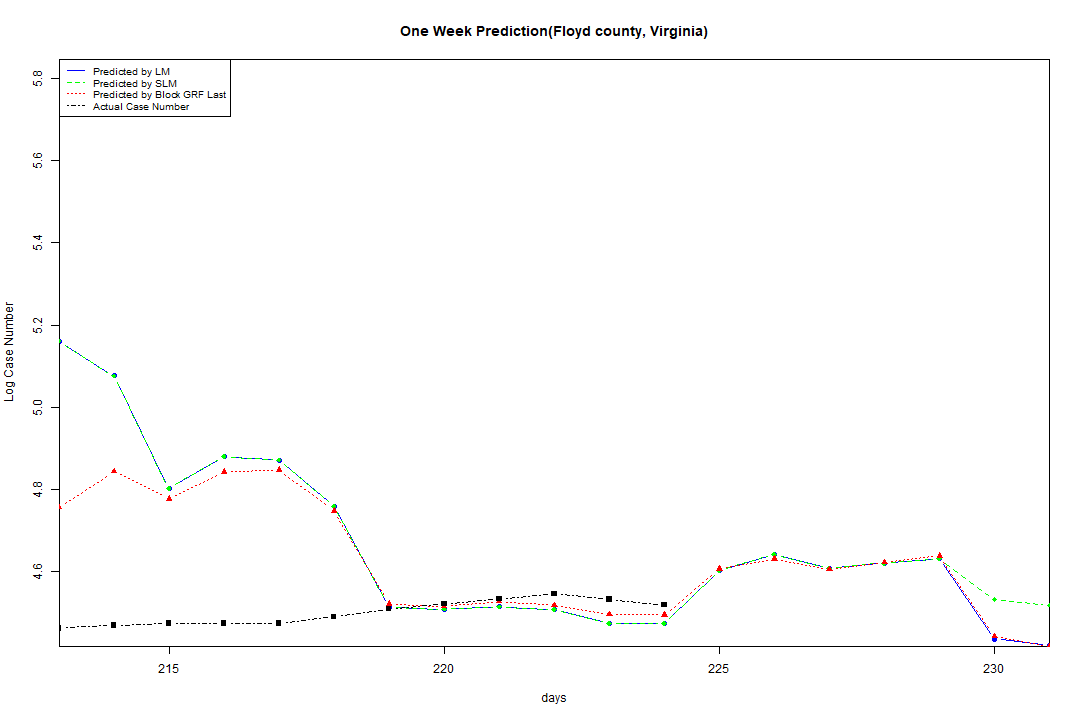 One Week Prediction(Floyd county, Virginia)
Predicted by LM
Predicted by SLM
Predicted by Block GRF Last
Actual Case Number
5.8
5.6
5.4
5.2
5.0
4.8
4.6
Log Case Number
215
220
225
230
days